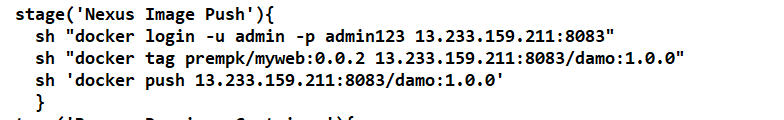 stage('Nexus Image Push'){
sh "docker login -u admin -p admin123 13.233.159.211:8083"
sh "docker tag prempk/myweb:0.0.2 13.233.159.211:8083/damo:1.0.0"
sh 'docker push 13.233.159.211:8083/damo:1.0.0'
}